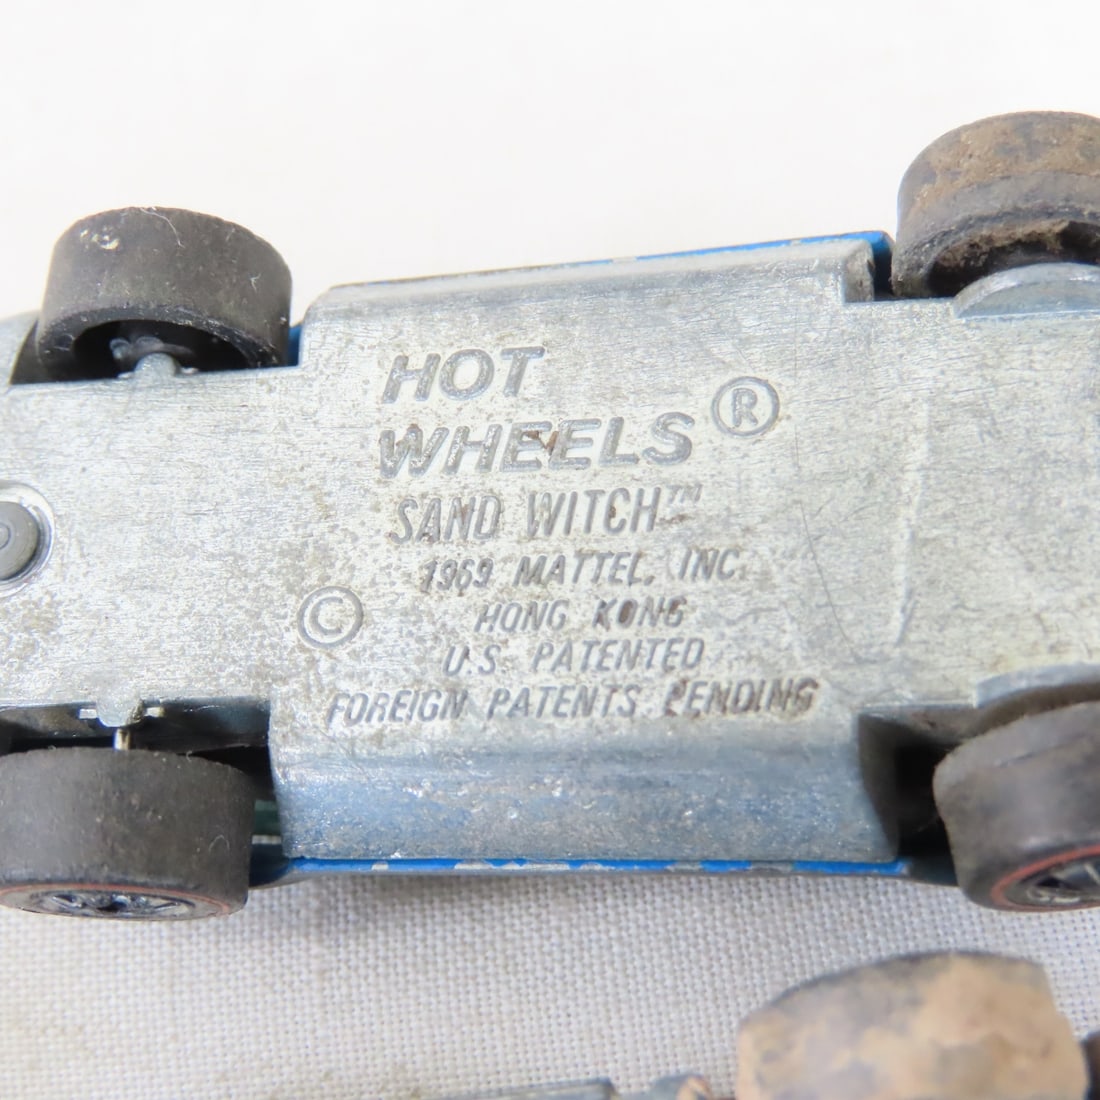 HOT
WHEELS ®
SAND WITCH™
1969 MATTEL, INC.
© HONG KONG
U.S. PATENTED
FOREIGN PATENTS PENDING